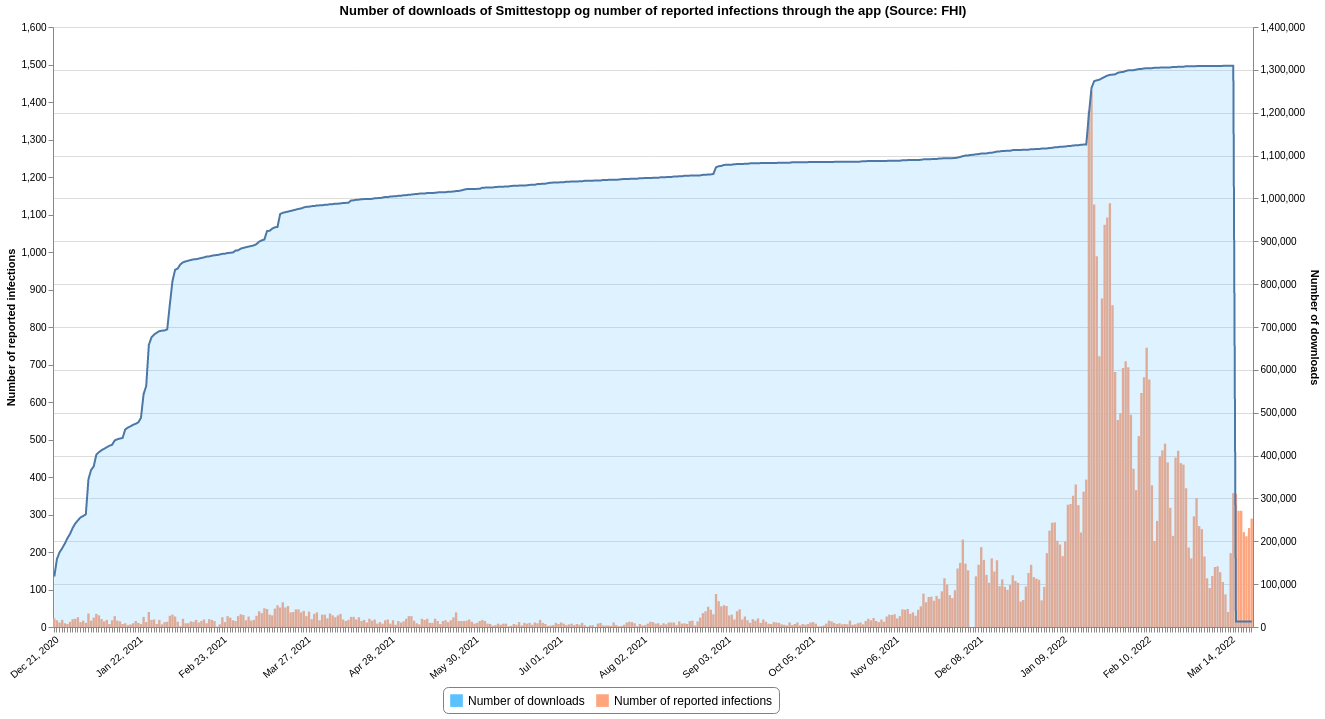 Number of downloads of Smittestopp og number of reported infections through the app (Source: FHI)
Number of reported infections
1,600
1,500
1,400
1,300
1,200
1,100
1,000
900
800
700
600
500
400
300
200
100
0
1,400,000
1,300,000
1,200,000
1,100,000
1,000,000
900,000
800,000
700,000
600,000
500,000
400,000
300,000
200,000
100,000
0
Number of downloads
Dec 21, 2020
Jan 22, 2021
Feb 23, 2021
Mar 27, 2021
Apr 28, 2021
May 30, 2021
Jul 01, 2021
Aug 02, 2021
Sep 03, 2021
Oct 05, 2021
Nov 06, 2021
Dec 08, 2021
Jan 09, 2022
Feb 10, 2022
Mar 14, 2022
Number of downloads
Number of reported infections